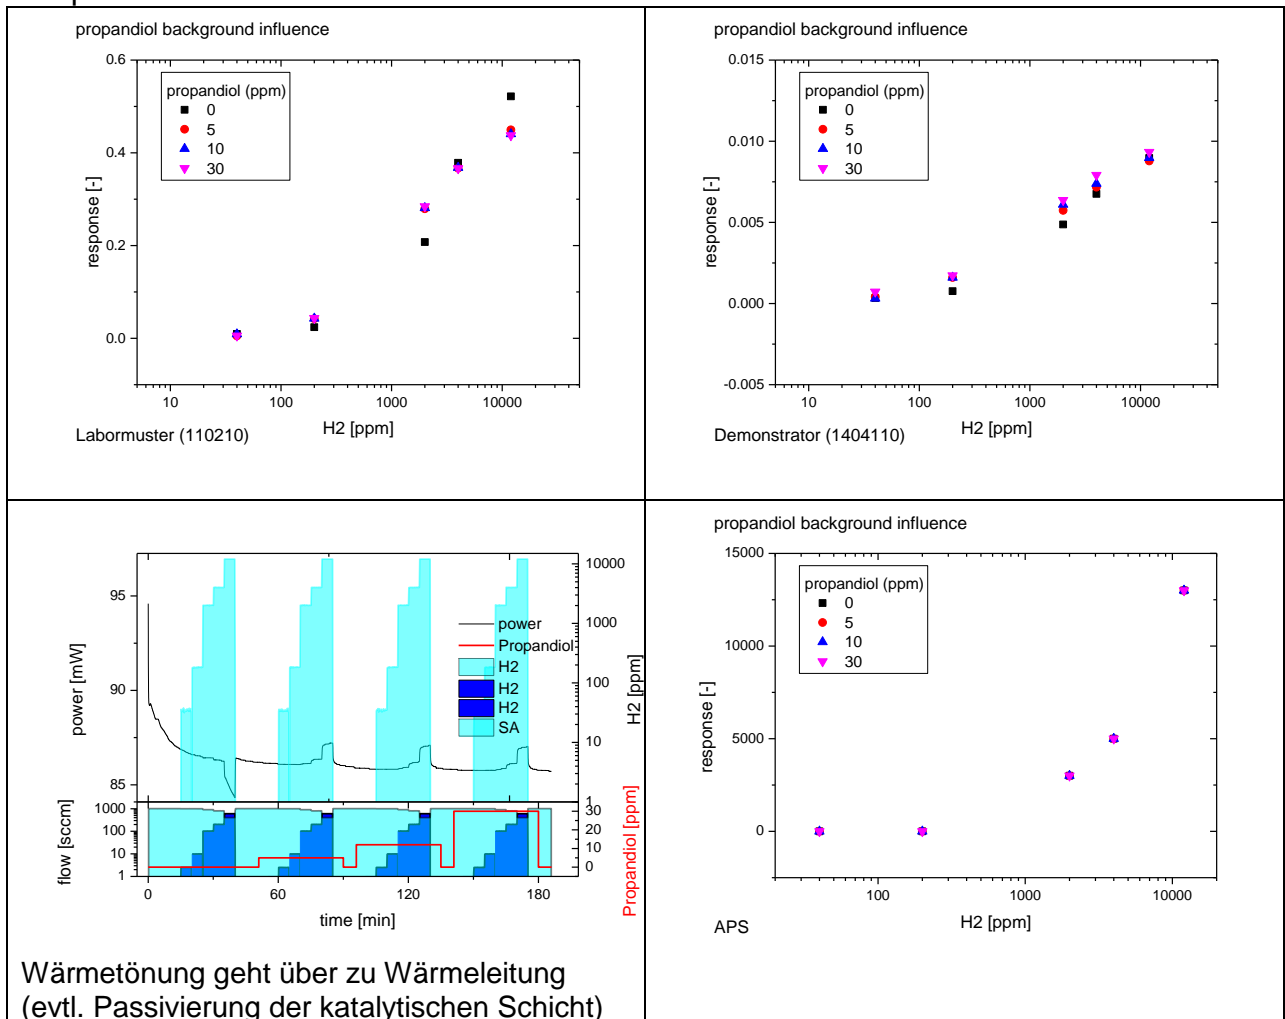 propandiol background influence
0.6
0.4
0.2
0.0
response [-]
propandiol (ppm)
0
5
10
30
10
100
1000
10000
H2 [ppm]
Labormuster (110210)
propandiol background influence
0.015
0.010
0.005
0.000
-0.005
response [-]
propandiol (ppm)
0
5
10
30
10
100
1000
10000
H2 [ppm]
Demonstrator (1404110)
95
90
85
power [mW]
power
Propandiol
H2
H2
H2
SA
10000
1000
100
10
1
H2 [ppm]
1000
100
10
1
flow [sccm]
30
20
10
0
Propandiol [ppm]
0
60
120
180
time [min]
Wärmetönung geht über zu Wärmeleitung
(evtl. Passivierung der katalytischen Schicht)
propandiol background influence
15000
10000
5000
0
response [-]
propandiol (ppm)
0
5
10
30
100
1000
10000
H2 [ppm]
APS